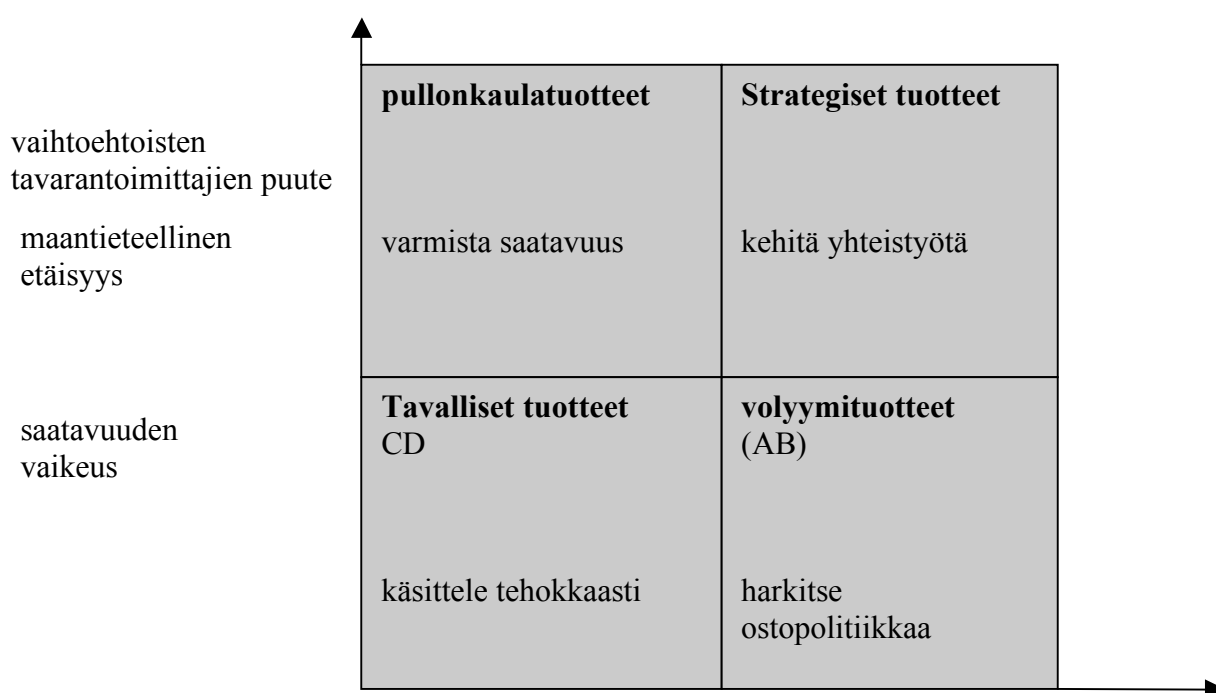 pullonkaulatuotteet
Strategiset tuotteet
vaihtoehtoisten
tavarantoimittajien puute
maantieteellinen
etäisyys
varmista saatavuus
kehitä yhteistyötä
saatavuuden
vaikeus
Tavalliset tuotteet
CD
volyymituotteet
(AB)
käsittele tehokkaasti
harkitse
ostopolitiikkaa